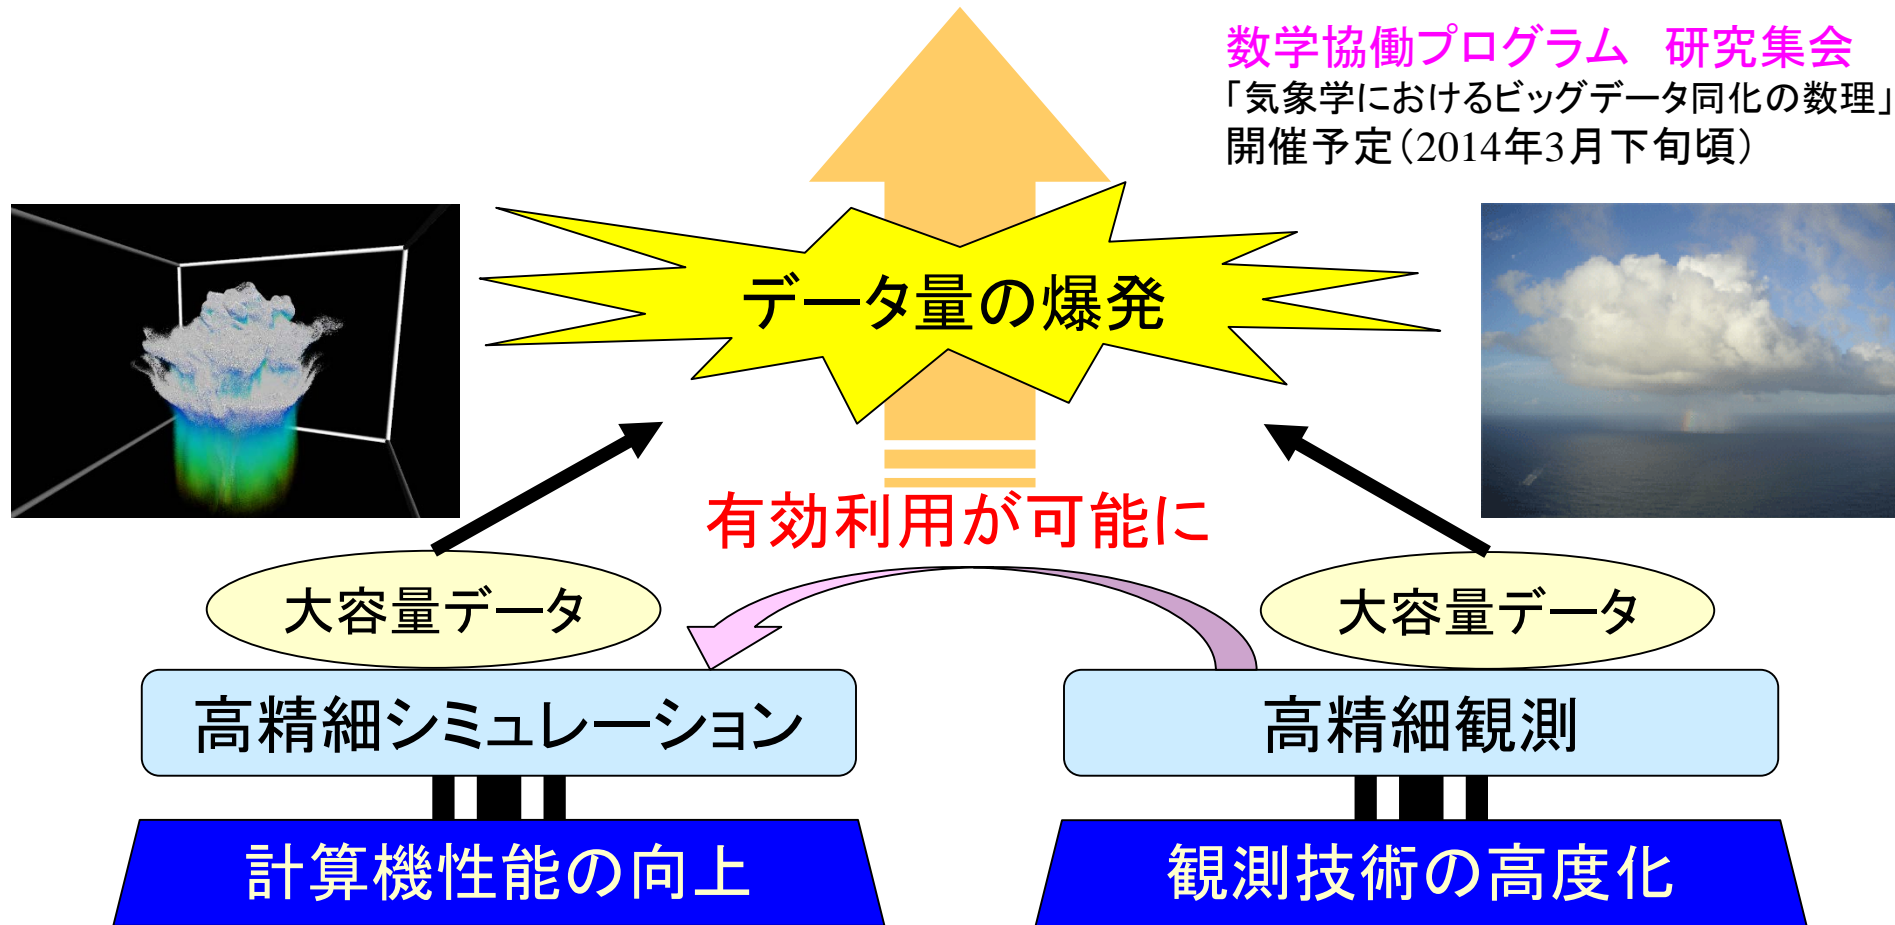 数学協働プログラム　研究集会
「気象学におけるビッグデータ同化の数理」
開催予定（2014年3月下旬頃）
データ量の爆発
有効利用が可能に
大容量データ
大容量データ
高精細シミュレーション
高精細観測
計算機性能の向上
観測技術の高度化